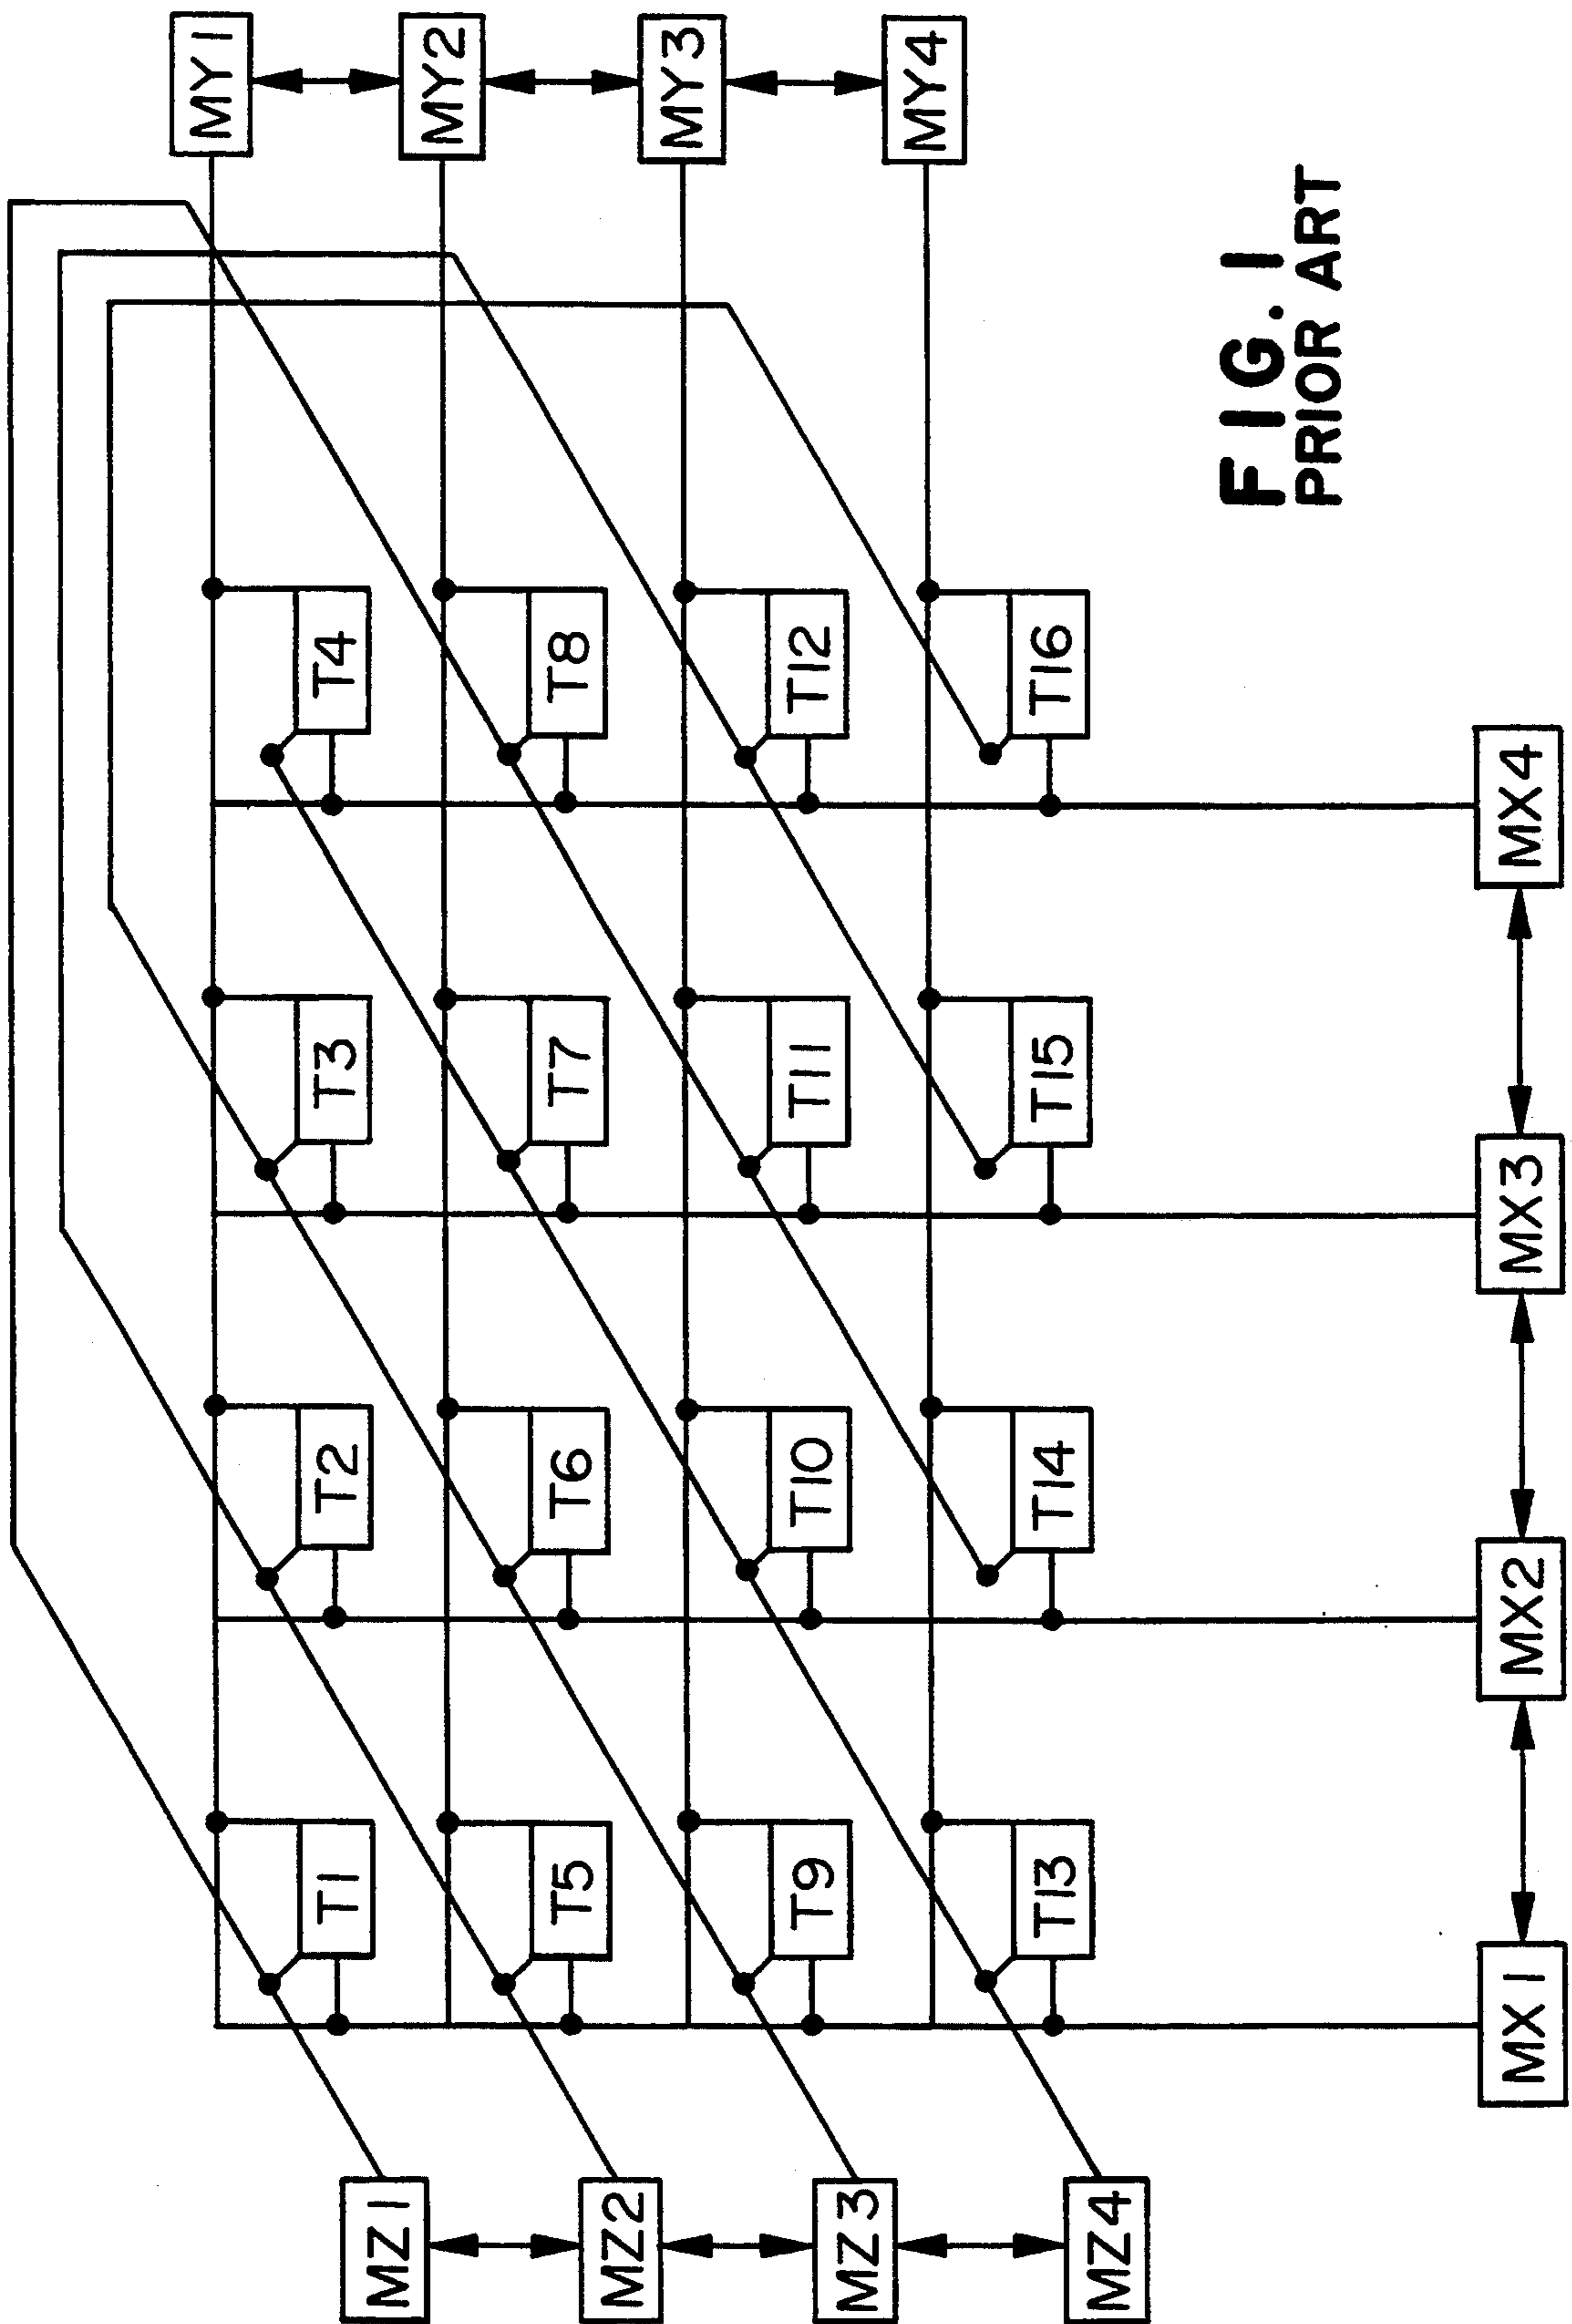 MY1
MY2
MY3
MY4
T4
T8
T12
T16
T3
T7
T11
T15
T2
T6
T10
T14
T1
T5
T9
T13
MX4
MX3
MX2
MX1
MZ1
MZ2
MZ3
MZ4
FIG. 1
PRIOR ART